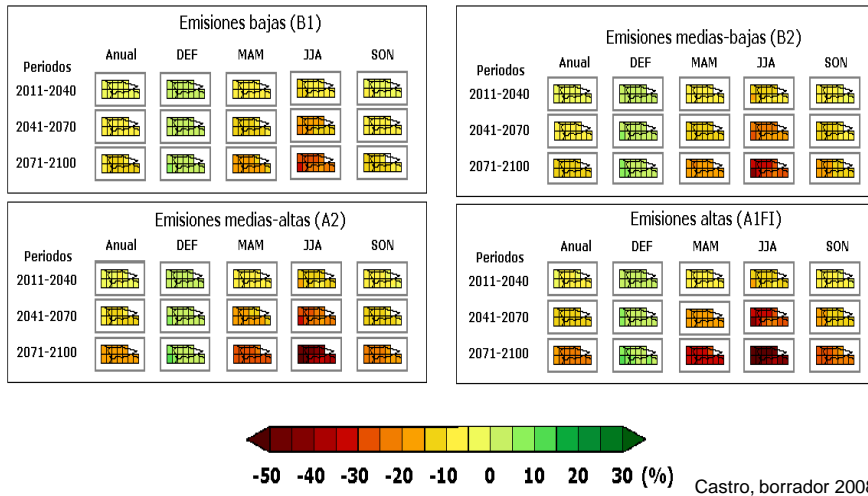 Emisiones bajas (B1)
Periodos Anual DEF MAM JJA SON
2011-2040
2041-2070
2071-2100
Emisiones medias-bajas (B2)
Periodos Anual DEF MAM JJA SON
2011-2040
2041-2070
2071-2100
Emisiones medias-altas (A2)
Periodos Anual DEF MAM JJA SON
2011-2040
2041-2070
2071-2100
Emisiones altas (A1FI)
Periodos Anual DEF MAM JJA SON
2011-2040
2041-2070
2071-2100
-50 -40 -30 -20 -10 0 10 20 30 (%)
Castro, borrador 2008